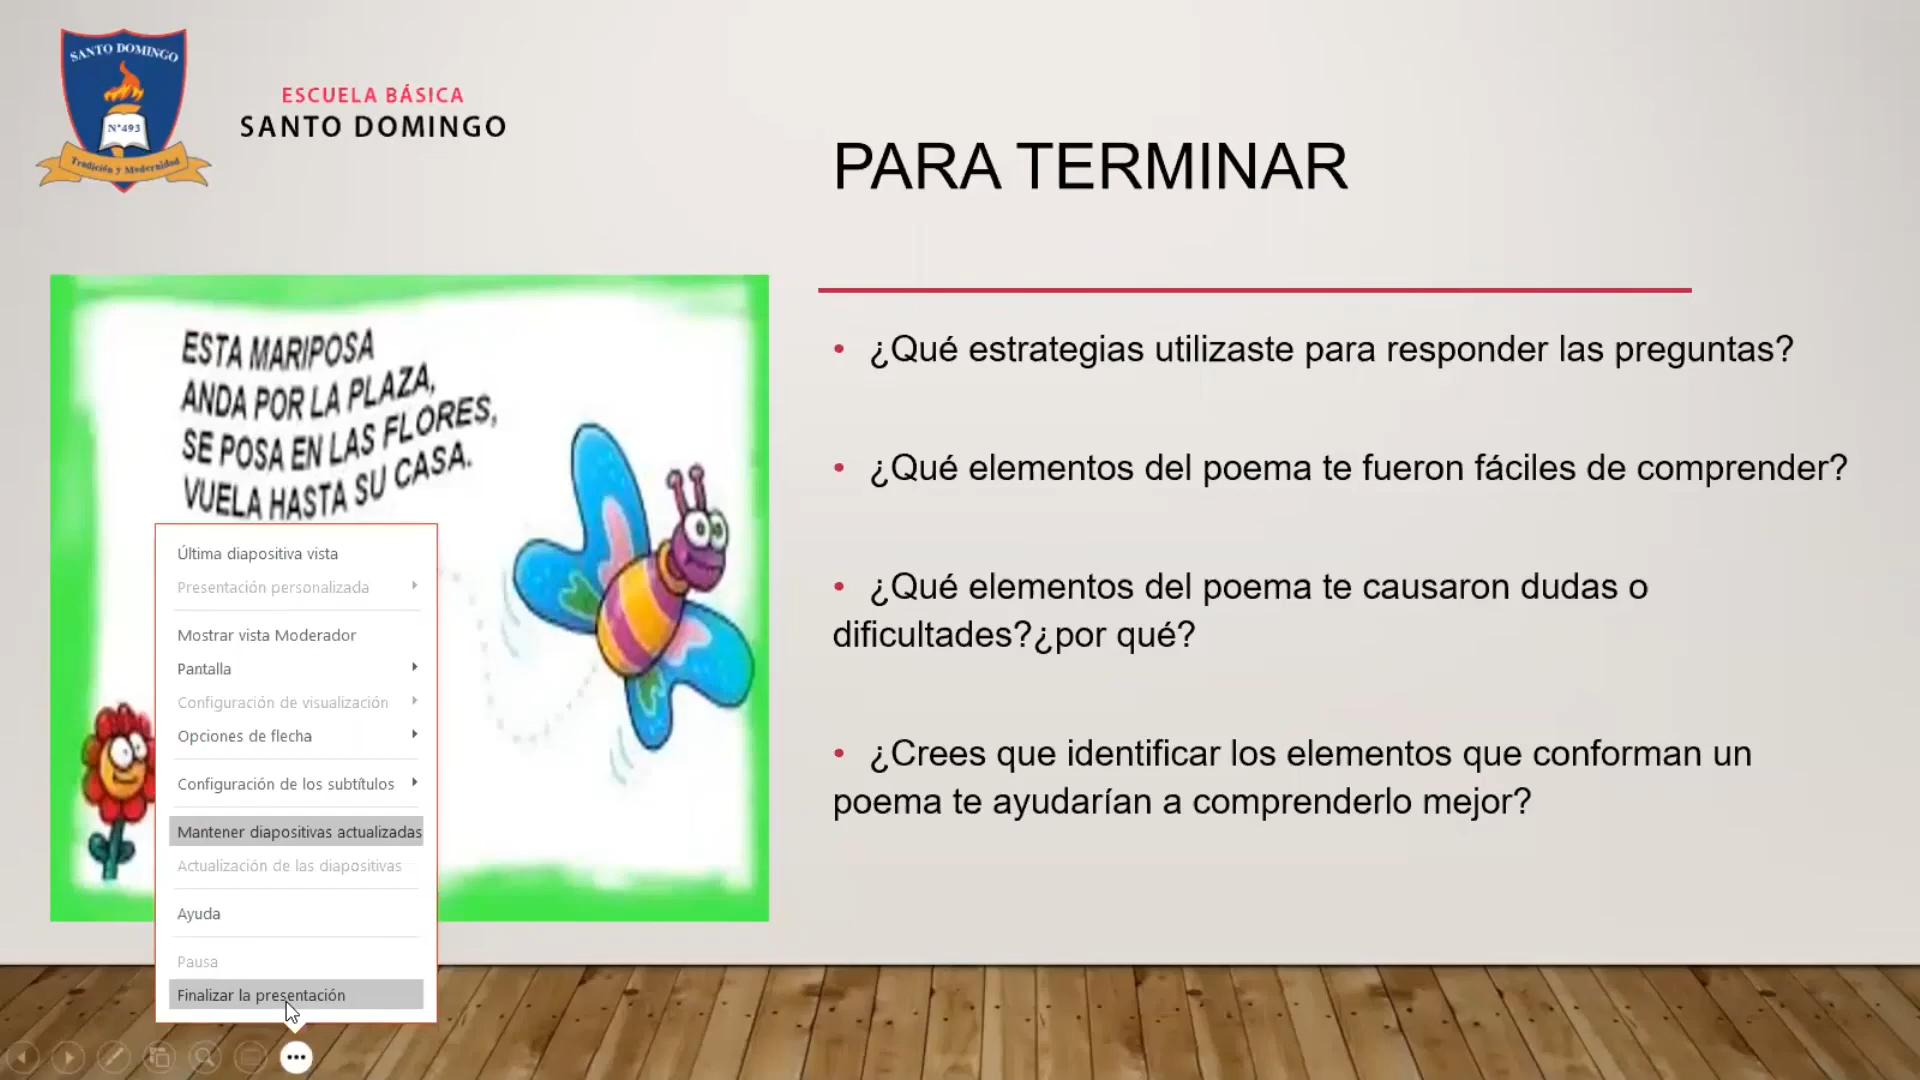 SANTO DOMINGO
N°493
Tradición y Modernidad
ESCUELA BÁSICA
SANTO DOMINGO
PARA TERMINAR
ESTA MARIPOSA
ANDA POR LA PLAZA,
SE POSA EN LAS FLORES,
VUELA HASTA SU CASA.
• ¿Qué estrategias utilizaste para responder las preguntas?
• ¿Qué elementos del poema te fueron fáciles de comprender?
• ¿Qué elementos del poema te causaron dudas o
dificultades?¿por qué?
• ¿Crees que identificar los elementos que conforman un
poema te ayudarían a comprenderlo mejor?
Última diapositiva vista
Presentación personalizada
Mostrar vista Moderador
Pantalla
Configuración de visualización
Opciones de flecha
Configuración de los subtítulos
Mantener diapositivas actualizadas
Actualización de las diapositivas
Ayuda
Pausa
Finalizar la presentación